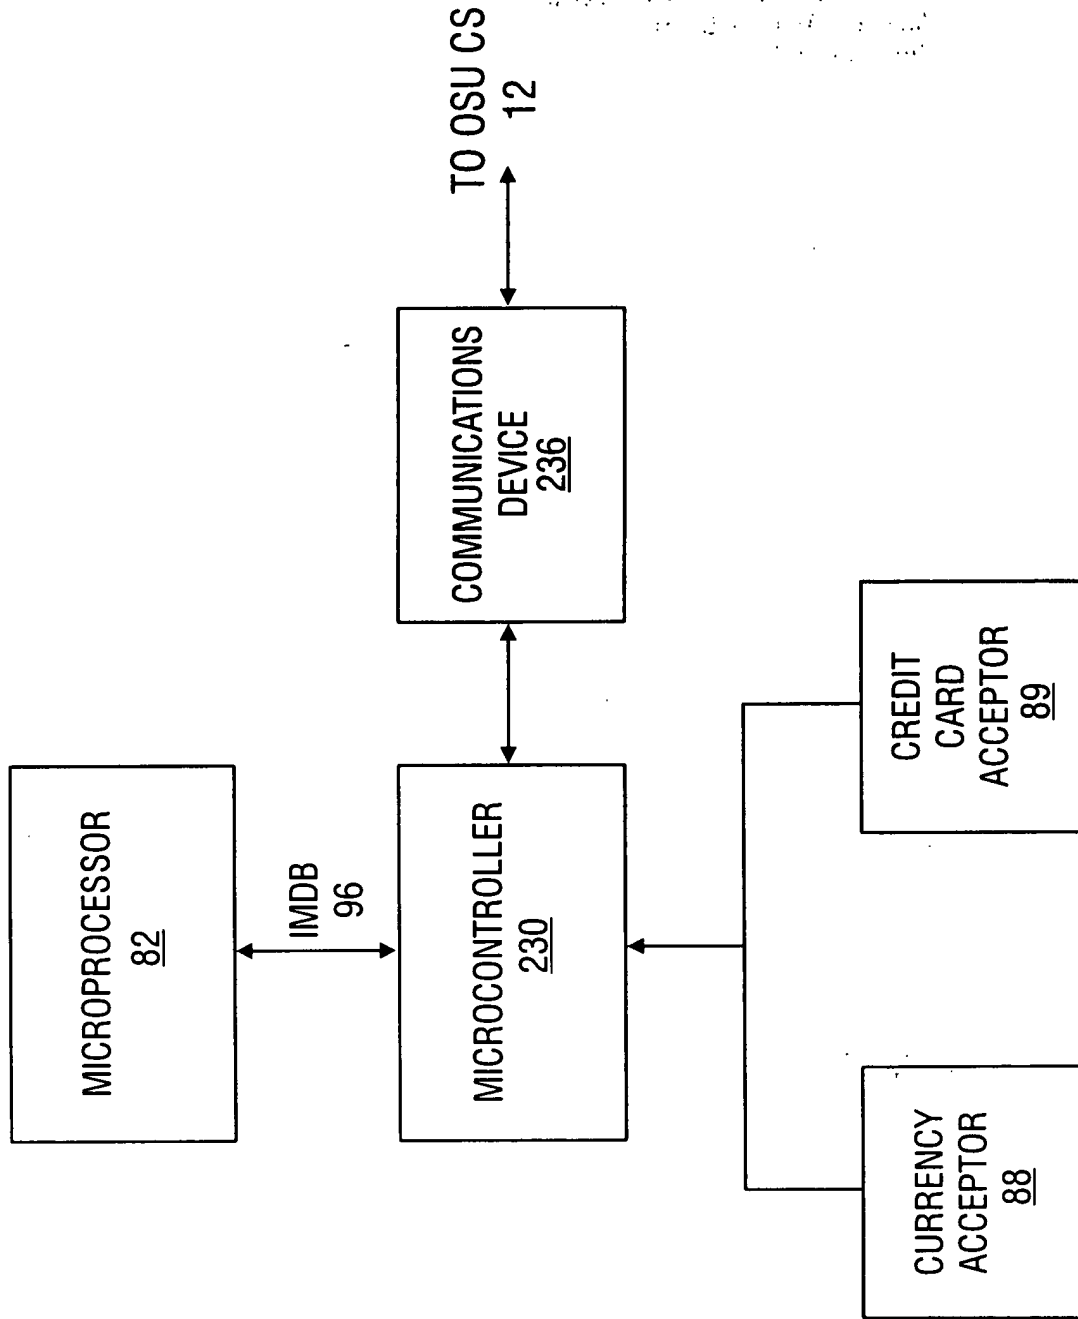 MICROPROCESSOR
82
IMDB
96
MICROCONTROLLER
230
COMMUNICATIONS
DEVICE
236
TO OSU CS
12
CURRENCY
ACCEPTOR
88
CREDIT
CARD
ACCEPTOR
89